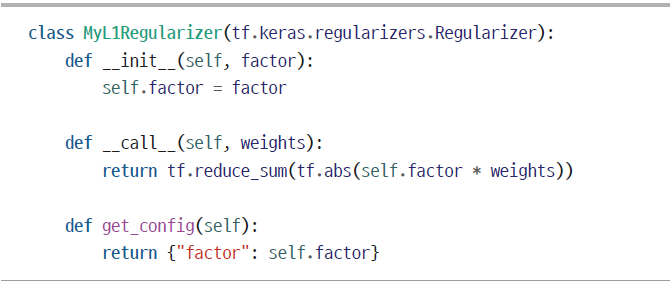 class MyL1Regularizer(tf.keras.regularizers.Regularizer):
    def __init__(self, factor):
        self.factor = factor
    def __call__(self, weights):
        return tf.reduce_sum(tf.abs(self.factor * weights))
    def get_config(self):
        return {"factor": self.factor}